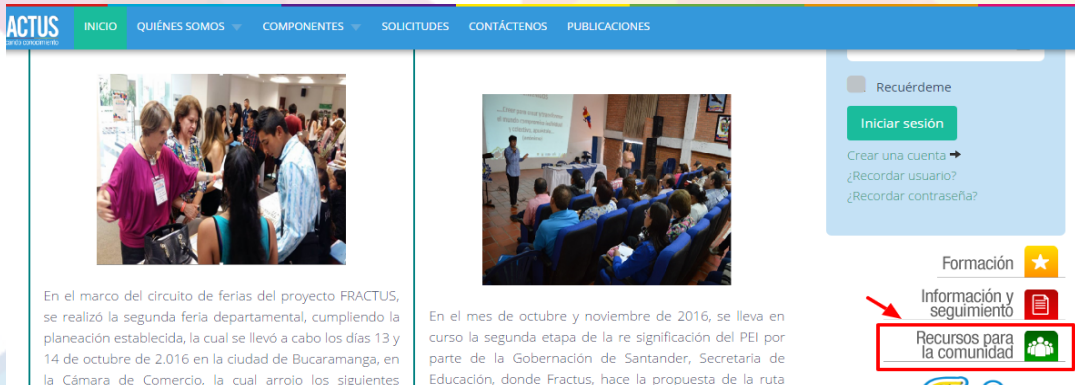 ACTUS
INICIO QUIÉNES SOMOS COMPONENTES SOLICITUDES CONTÁCTENOS PUBLICACIONES
En el marco del circuito de ferias del proyecto FRACTUS,
se realizó la segunda feria departamental, cumpliendo la
planeación establecida, la cual se llevó a cabo los días 13 y
14 de octubre de 2.016 en la ciudad de Bucaramanga, en
la Cámara de Comercio, la cual arrojo los siguientes
En el mes de octubre y noviembre de 2016, se lleva en
curso la segunda etapa de la re significación del PEI por
parte de la Gobernación de Santander, Secretaria de
Educación, donde Fractus, hace la propuesta de la ruta
Recuérdeme
Iniciar sesión
Crear una cuenta
¿Recordar usuario?
¿Recordar contraseña?
Formación
Información y
seguimiento
Recursos para
la comunidad